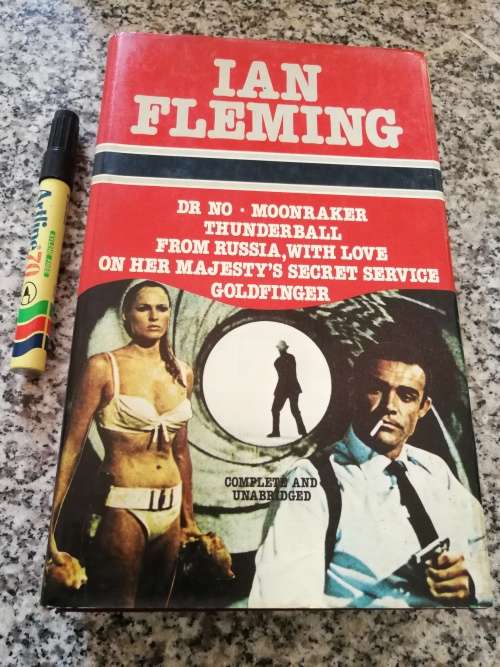 IAN
FLEMING
DR NO · MOONRAKER
THUNDERBALL
FROM RUSSIA, WITH LOVE
ON HER MAJESTY'S SECRET SERVICE
GOLDFINGER
COMPLETE AND
UNABRIDGED
Artline 70